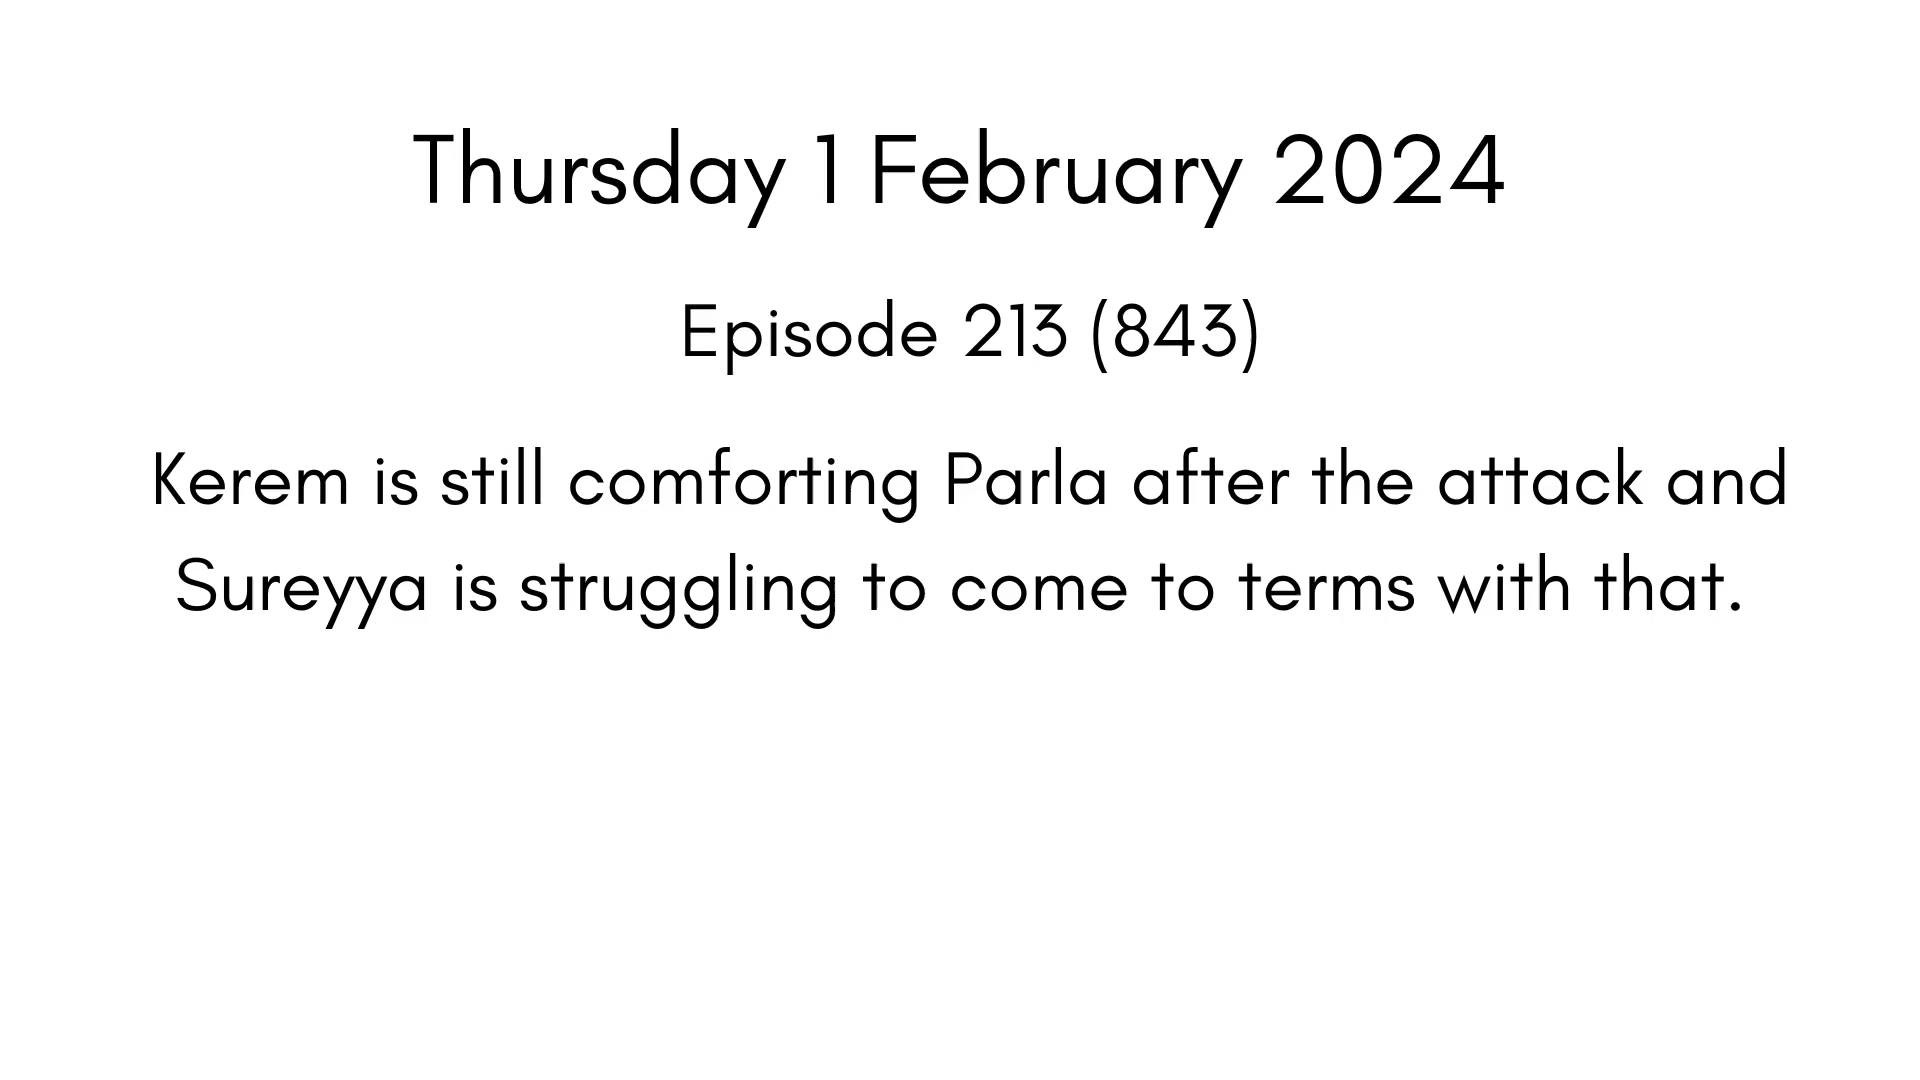 Thursday 1 February 2024
Episode 213 (843)
Kerem is still comforting Parla after the attack and
Sureyya is struggling to come to terms with that.